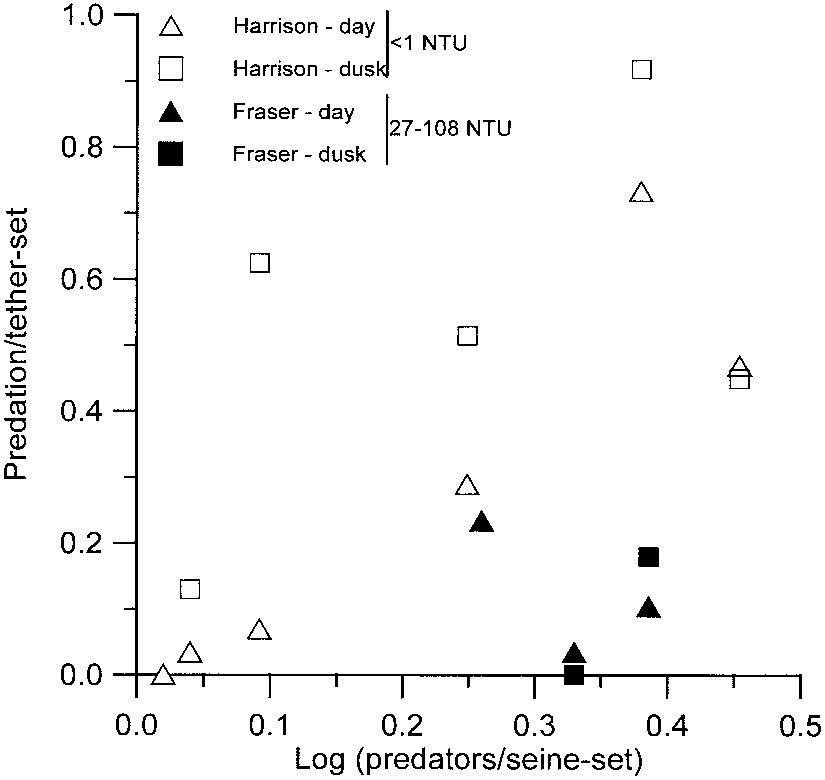 1.0
0.8
0.6
0.4
0.2
0.0
Predation/tether-set
Harrison - day
Harrison - dusk
<1 NTU
Fraser - day
Fraser - dusk
27-108 NTU
0.0 0.1 0.2 0.3 0.4 0.5
Log (predators/seine-set)